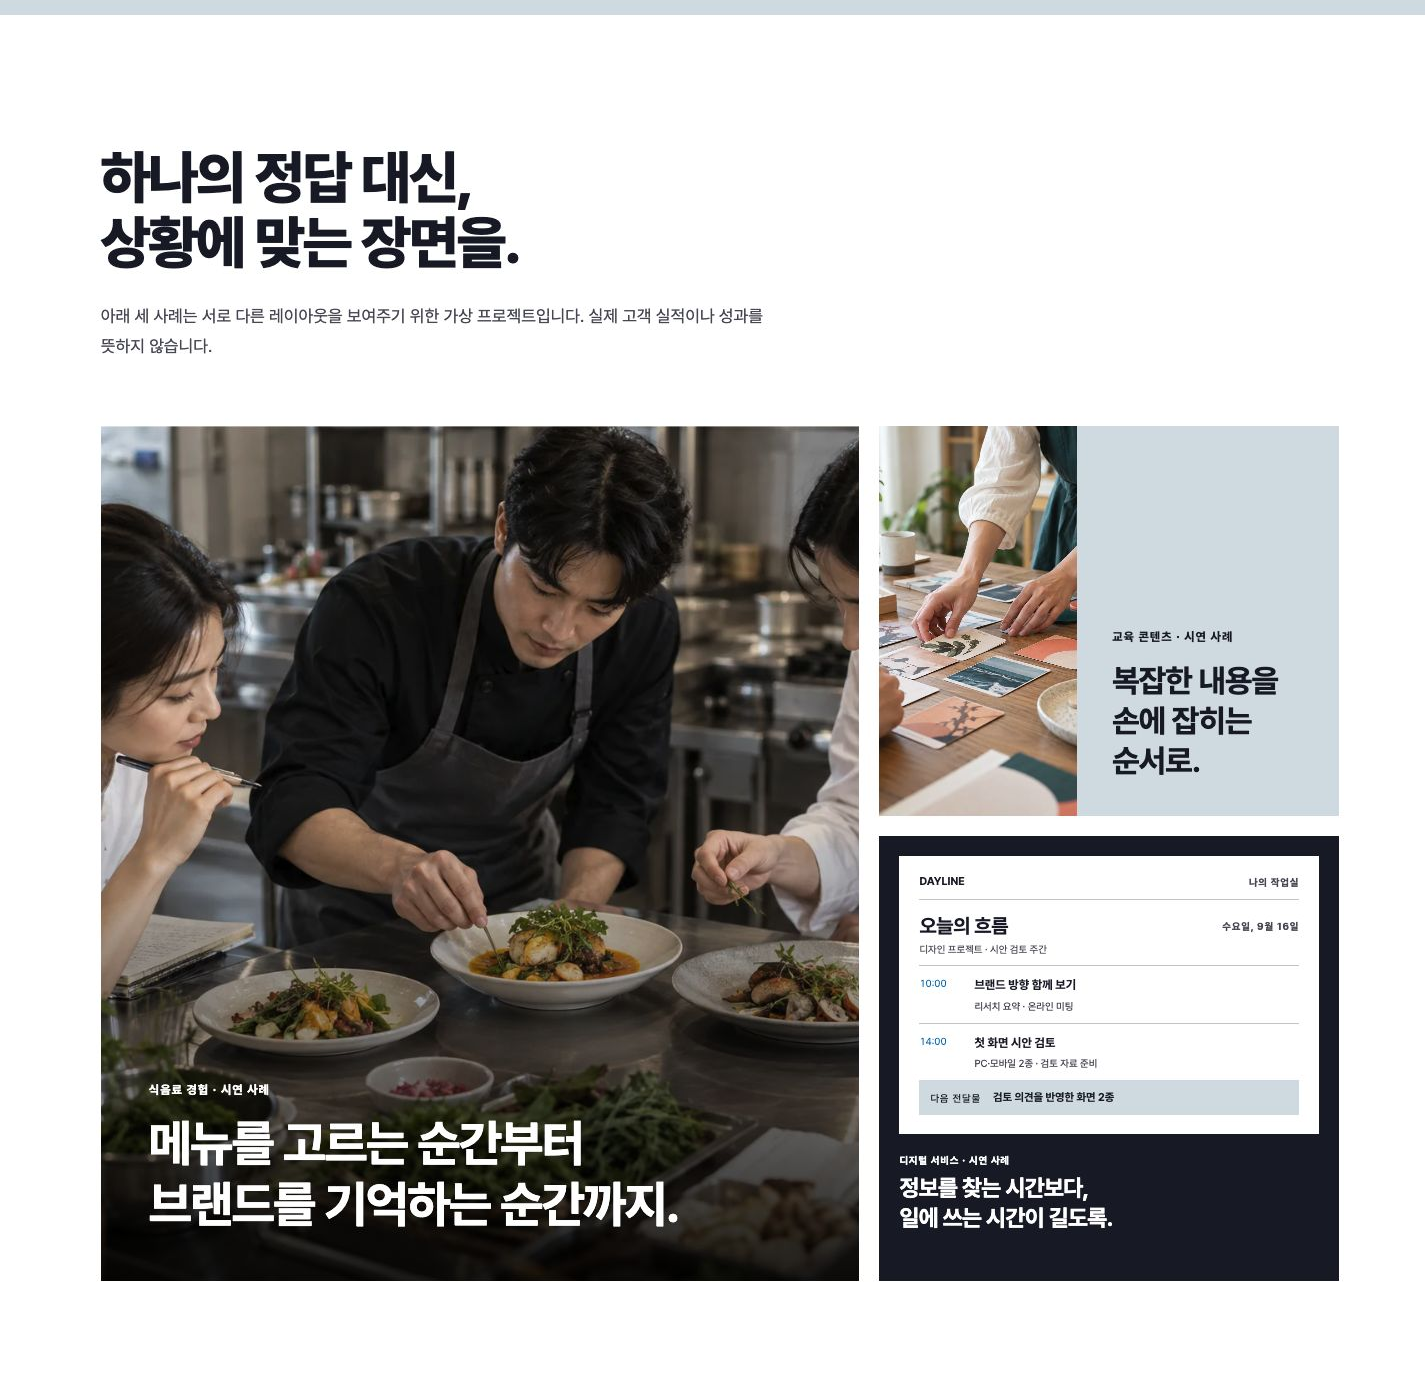 하나의 정답 대신,
상황에 맞는 장면을.
아래 세 사례는 서로 다른 레이아웃을 보여주기 위한 가상 프로젝트입니다. 실제 고객 실적이나 성과를
뜻하지 않습니다.
식음료 경험 · 시연 사례
메뉴를 고르는 순간부터
브랜드를 기억하는 순간까지.
교육 콘텐츠 · 시연 사례
복잡한 내용을
손에 잡히는
순서로.
DAYLINE 나의 작업실
오늘의 흐름 수요일, 9월 16일
디자인 프로젝트 · 시안 검토 주간
10:00 브랜드 방향 함께 보기
리서치 요약 · 온라인 미팅
14:00 첫 화면 시안 검토
PC·모바일 2종 · 검토 자료 준비
다음 전달물 검토 의견을 반영한 화면 2종
디지털 서비스 · 시연 사례
정보를 찾는 시간보다,
일에 쓰는 시간이 길도록.